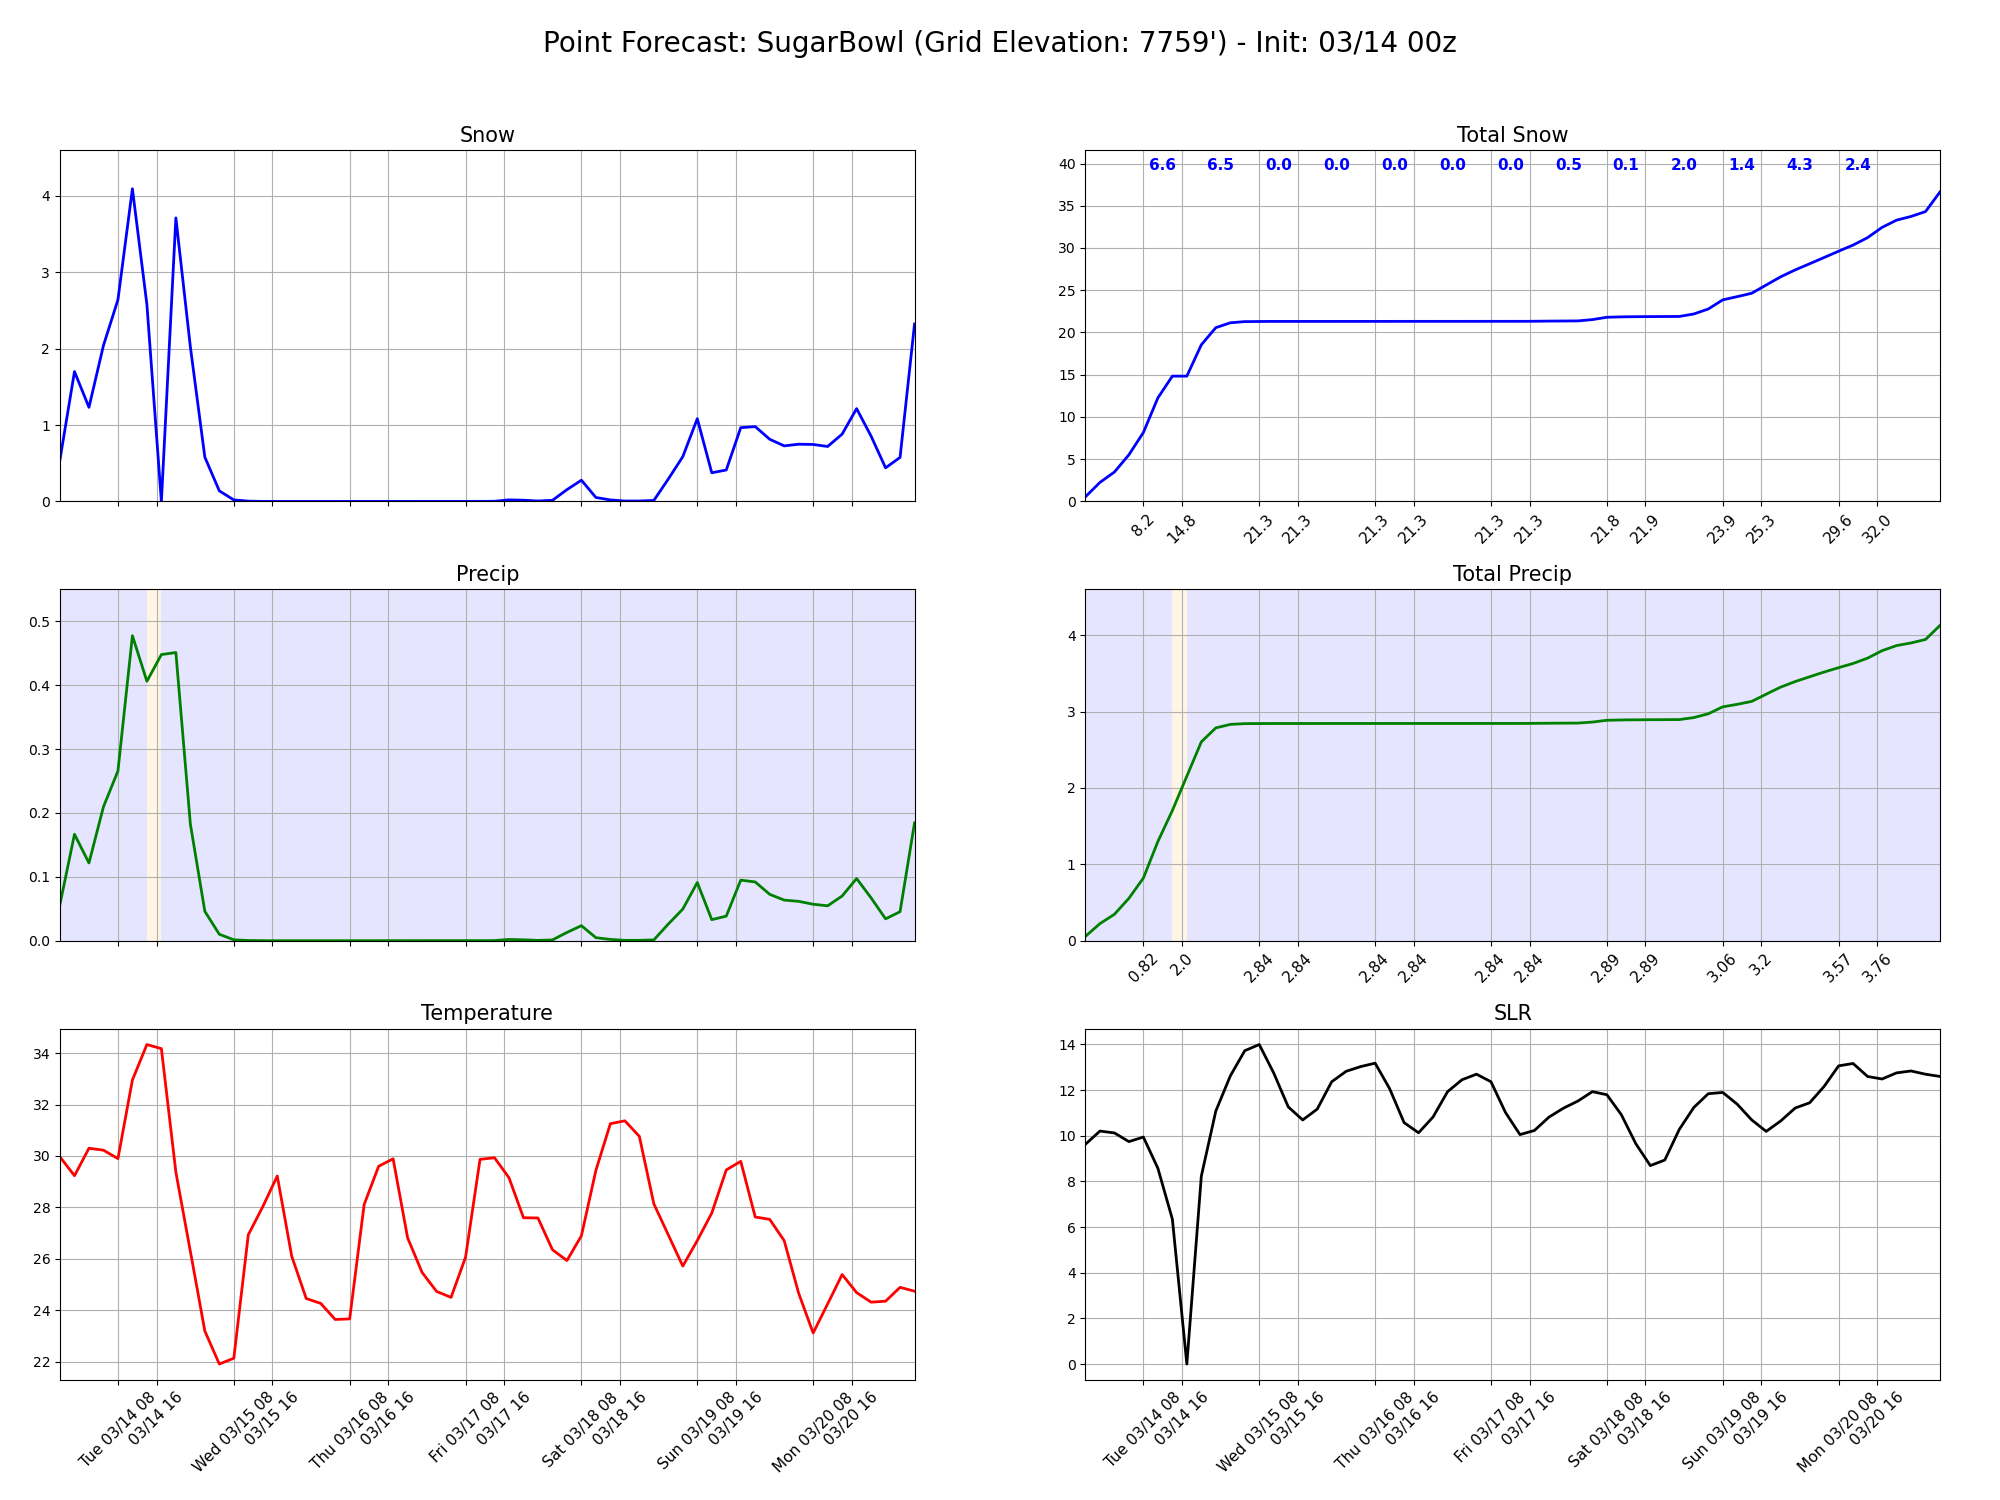 Point Forecast: SugarBowl (Grid Elevation: 7759') - Init: 03/14 00z
Snow
4
3
2
1
0
Total Snow
6.6 6.5 0.0 0.0 0.0 0.0 0.0 0.5 0.1 2.0 1.4 4.3 2.4
40
35
30
25
20
15
10
5
0
8.2 14.8 21.3 21.3 21.3 21.3 21.3 21.3 21.8 21.9 23.9 25.3 29.6 32.0
Precip
0.5
0.4
0.3
0.2
0.1
0.0
Total Precip
4
3
2
1
0
0.82 2.0 2.84 2.84 2.84 2.84 2.84 2.84 2.89 2.89 3.06 3.2 3.57 3.76
Temperature
34
32
30
28
26
24
22
Tue 03/14 08
03/14 16
Wed 03/15 08
03/15 16
Thu 03/16 08
03/16 16
Fri 03/17 08
03/17 16
Sat 03/18 08
03/18 16
Sun 03/19 08
03/19 16
Mon 03/20 08
03/20 16
SLR
14
12
10
8
6
4
2
0
Tue 03/14 08
03/14 16
Wed 03/15 08
03/15 16
Thu 03/16 08
03/16 16
Fri 03/17 08
03/17 16
Sat 03/18 08
03/18 16
Sun 03/19 08
03/19 16
Mon 03/20 08
03/20 16